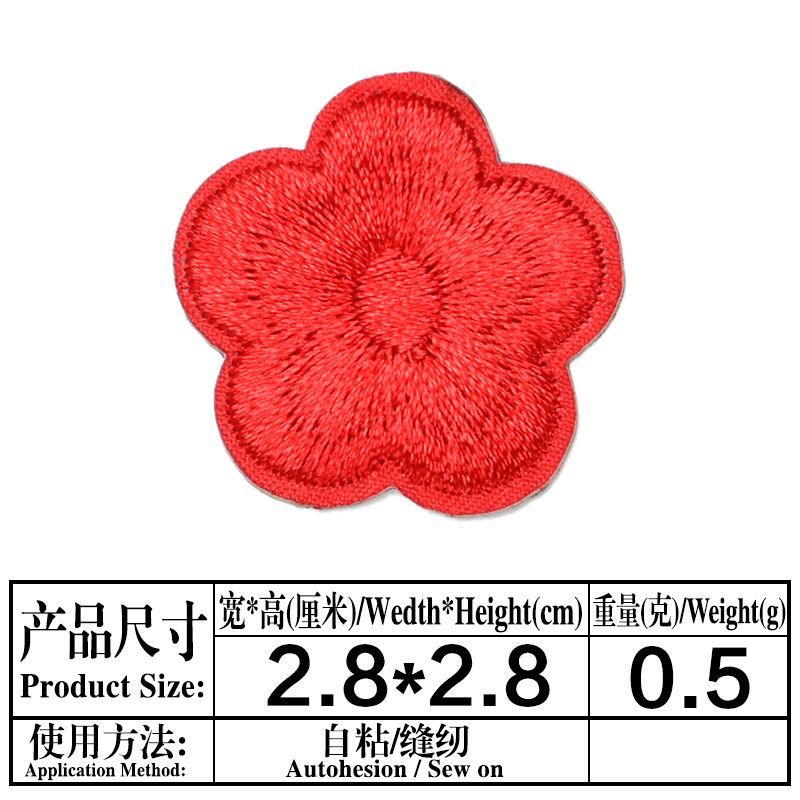 产品尺寸
Product Size:
宽*高(厘米)/Wedth*Height(cm)
重量(克)/Weight(g)
2.8*2.8
0.5
使用方法:
Application Method:
自粘/缝纫
Autohesion / Sew on